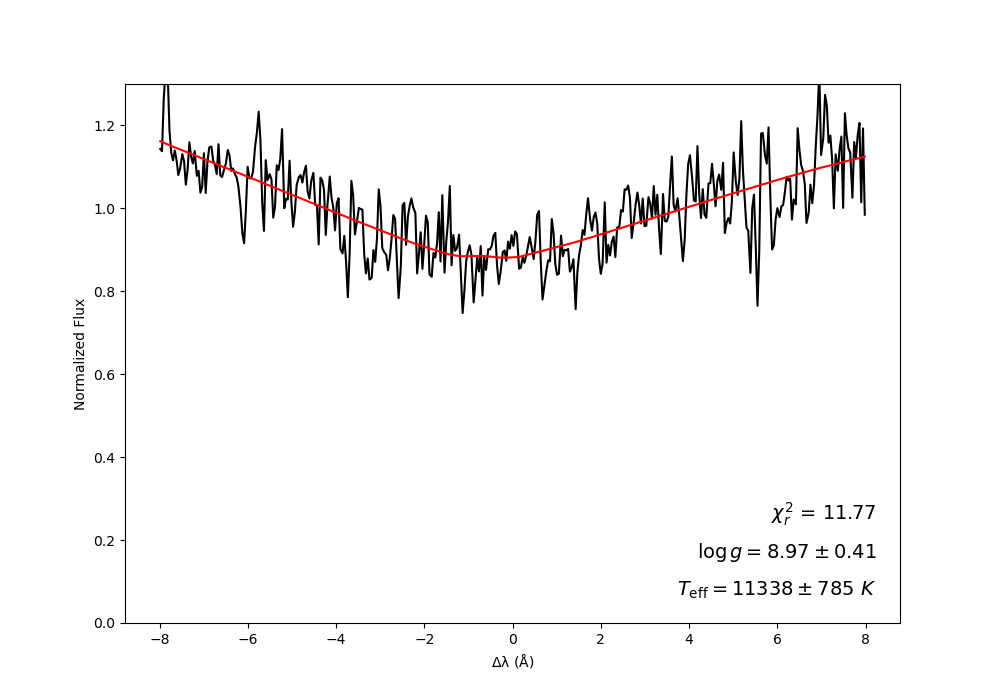 1.2
1.0
0.8
0.6
0.4
0.2
0.0
Normalized Flux
χ²ᵣ = 11.77
log g = 8.97 ± 0.41
T_eff = 11338 ± 785 K
−8 −6 −4 −2 0 2 4 6 8
Δλ (Å)